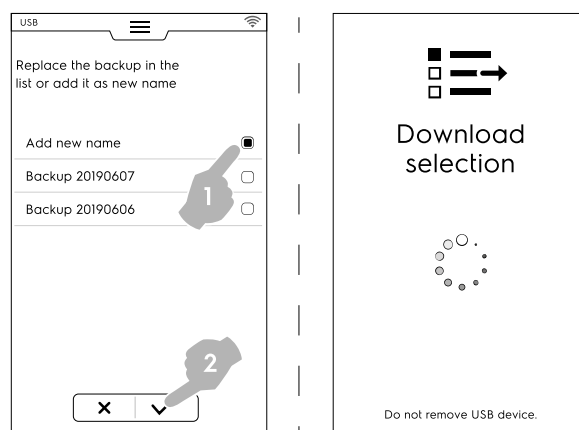 USB
Replace the backup in the
list or add it as new name
Add new name
Backup 20190607
Backup 20190606
1
2
Download
selection
Do not remove USB device.